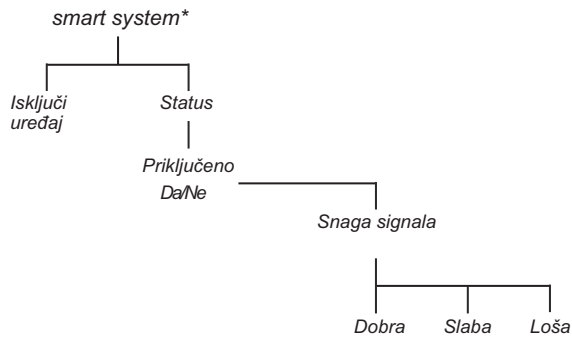 smart system*
Isključi
uređaj
Status
Priključeno
Da/Ne
Snaga signala
Dobra
Slaba
Loša